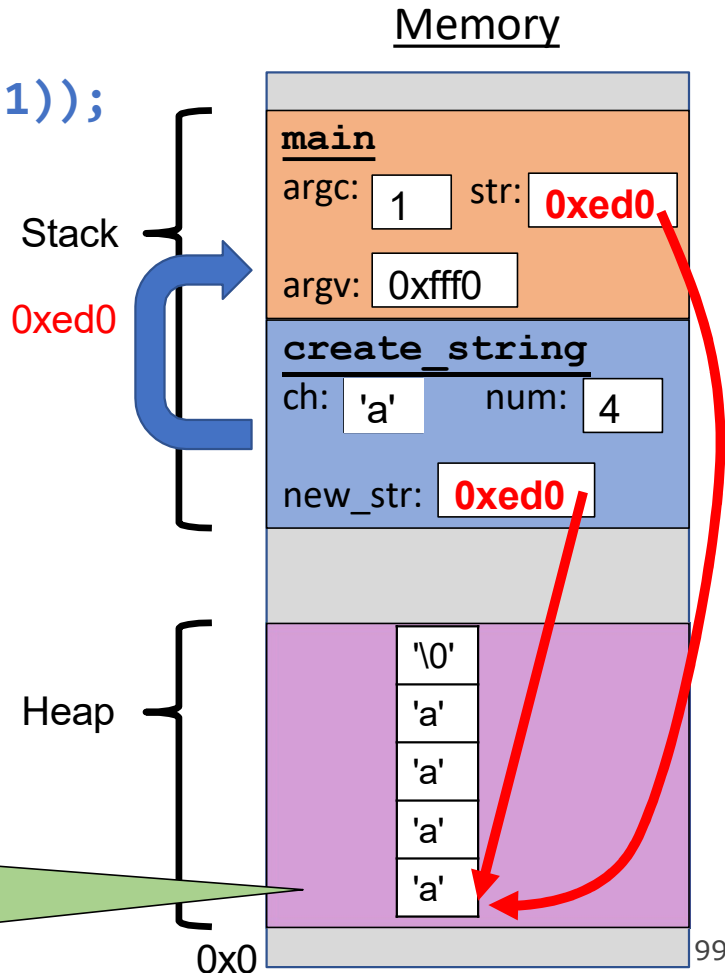 Memory
1));
main
argc: 1 str: 0xed0
Stack
argv: 0xfff0
0xed0
create_string
ch: 'a' num: 4
new_str: 0xed0
'\0'
Heap
'a'
'a'
'a'
'a'
0x0
99